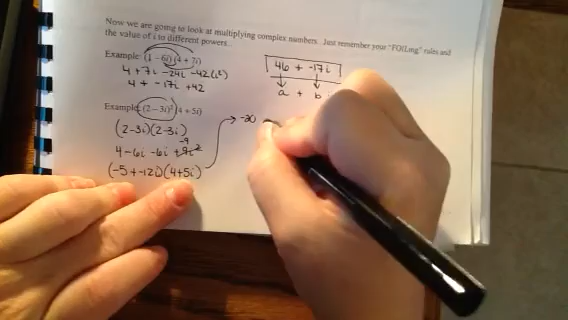 Now we are going to look at multiplying complex numbers. Just remember your "FOILing" rules and
the value of i to different powers.
Example: (1 – 6i)(4 + 7i)
4 + 7i – 24i – 42(i²)
4 + -17i + 42
46 + -17i
a + b i
Example: (2 – 3i)²(4 + 5i)
(2-3i)(2-3i)
-9
4 - 6i - 6i + 9i²
(-5 + -12i)(4+5i)
-20